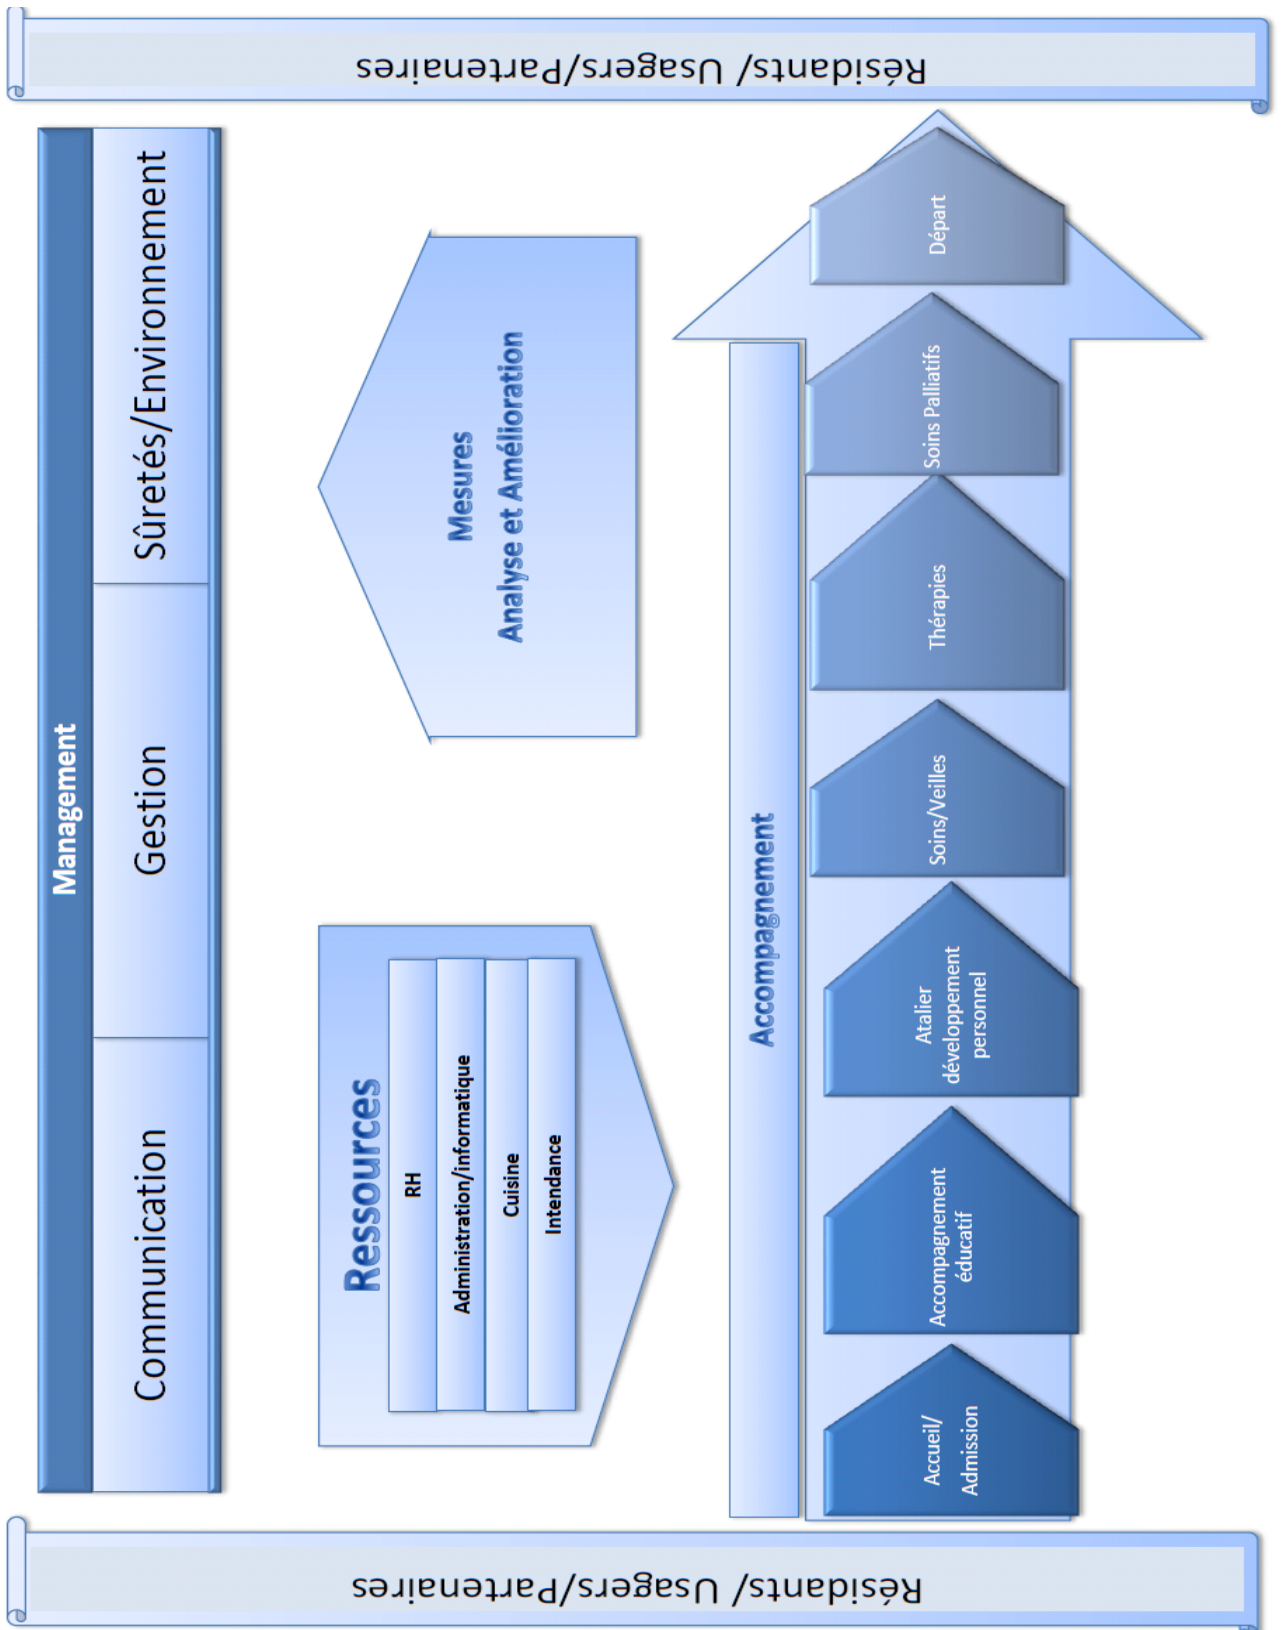 Résidants/ Usagers/Partenaires
Management
Communication
Gestion
Sûretés/Environnement
Ressources
RH
Administration/informatique
Cuisine
Intendance
Mesures
Analyse et Amélioration
Accompagnement
Accueil/
Admission
Accompagnement
éducatif
Atalier
développement
personnel
Soins/Veilles
Thérapies
Soins Palliatifs
Départ
Résidants/ Usagers/Partenaires